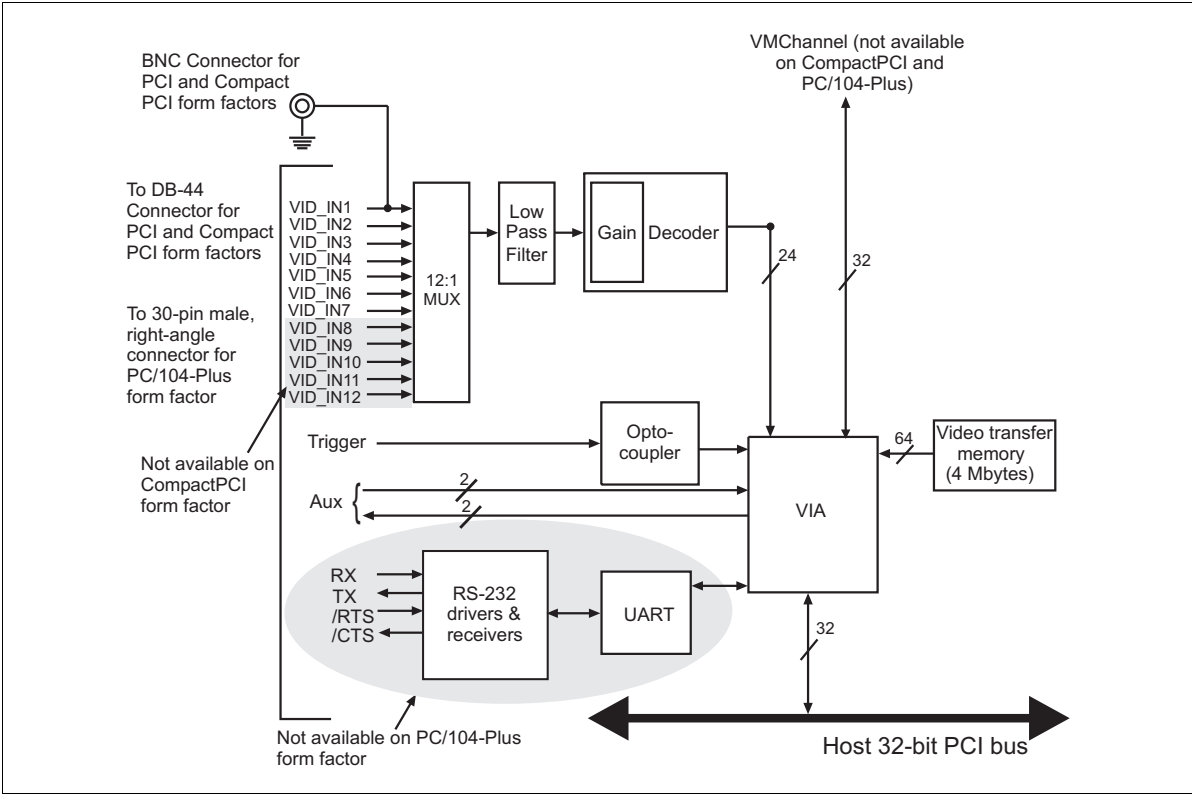 BNC Connector for
PCI and Compact
PCI form factors
VMChannel (not available
on CompactPCI and
PC/104-Plus)
To DB-44
Connector for
PCI and Compact
PCI form factors
To 30-pin male,
right-angle
connector for
PC/104-Plus
form factor
Not available on
CompactPCI
form factor
VID_IN1
VID_IN2
VID_IN3
VID_IN4
VID_IN5
VID_IN6
VID_IN7
VID_IN8
VID_IN9
VID_IN10
VID_IN11
VID_IN12
12:1
MUX
Low
Pass
Filter
Gain
Decoder
24
32
Trigger
Opto-
coupler
64
Video transfer
memory
(4 Mbytes)
Aux
2
2
VIA
RX
TX
/RTS
/CTS
RS-232
drivers &
receivers
UART
32
Not available on PC/104-Plus
form factor
Host 32-bit PCI bus